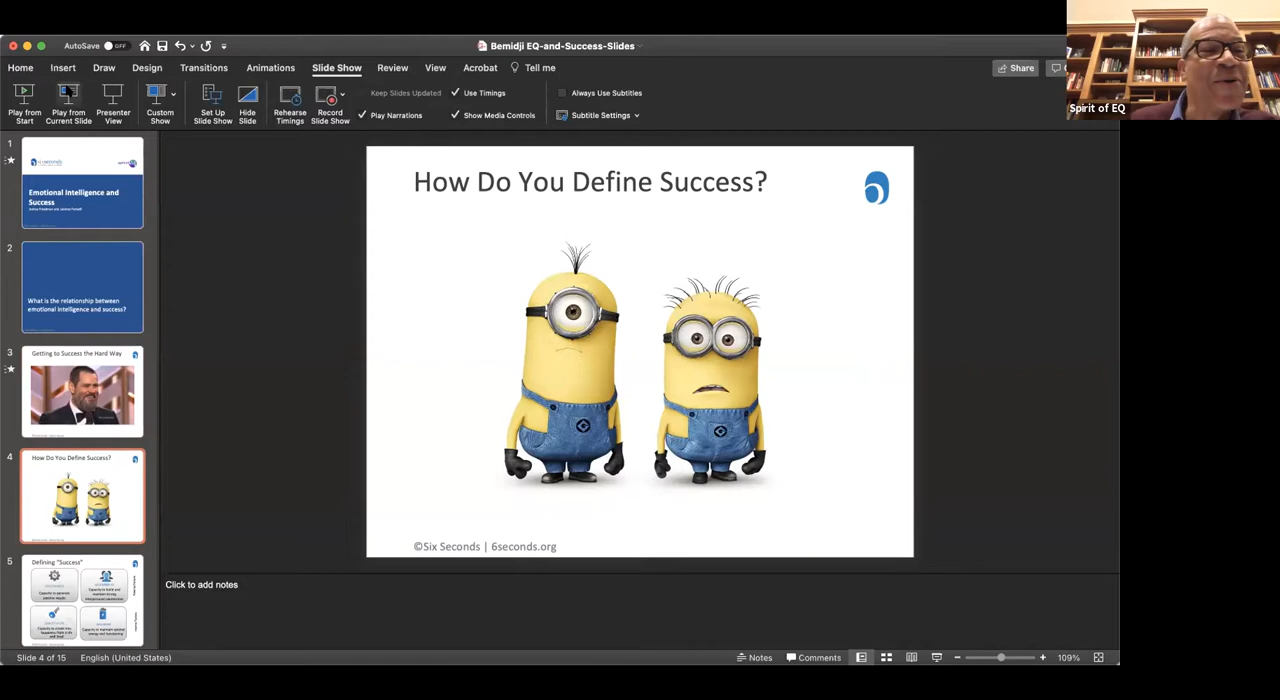 AutoSave OFF
Bemidji EQ-and-Success-Slides
Home Insert Draw Design Transitions Animations Slide Show Review View Acrobat Tell me
Share
Spirit of EQ
Play from Start
Play from Current Slide
Presenter View
Custom Show
Set Up Slide Show
Hide Slide
Rehearse Timings
Record Slide Show
Keep Slides Updated
Play Narrations
Use Timings
Show Media Controls
Always Use Subtitles
Subtitle Settings
1
Emotional Intelligence and
Success
2
What is the relationship between
emotional intelligence and success?
3
Getting to Success the Hard Way
4
How Do You Define Success?
5
Defining "Success"
How Do You Define Success?
©Six Seconds | 6seconds.org
Click to add notes
Slide 4 of 15 English (United States)
Notes Comments 109%